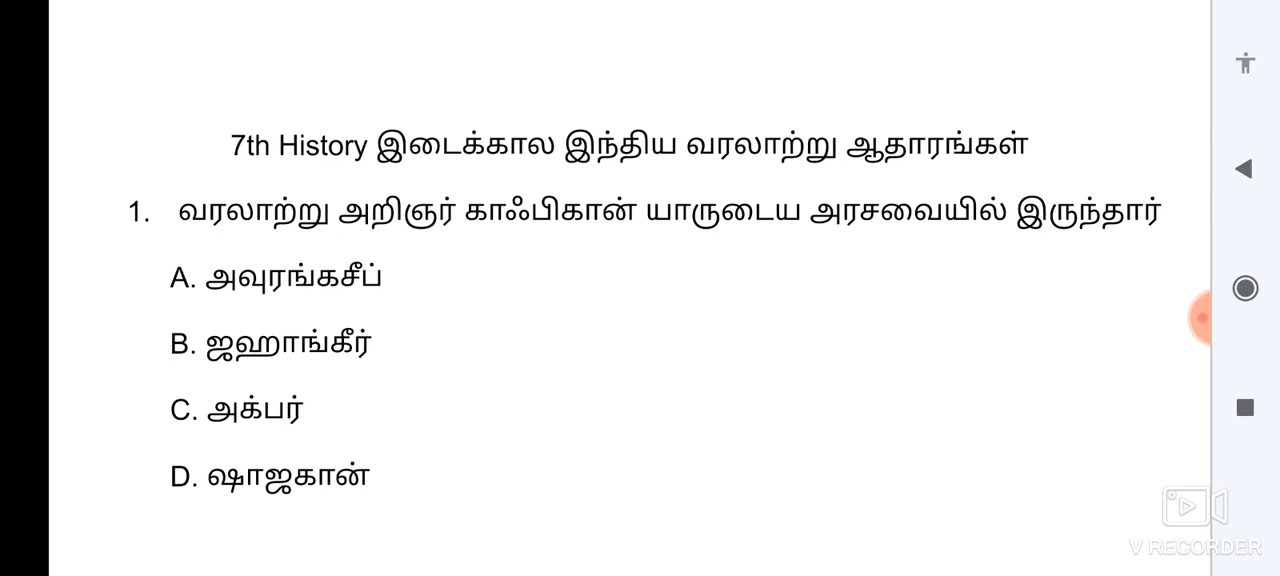 7th History இடைக்கால இந்திய வரலாற்று ஆதாரங்கள்
1. வரலாற்று அறிஞர் காஃபிகான் யாருடைய அரசவையில் இருந்தார்
A. அவுரங்கசீப்
B. ஜஹாங்கீர்
C. அக்பர்
D. ஷாஜகான்
V RECORDER